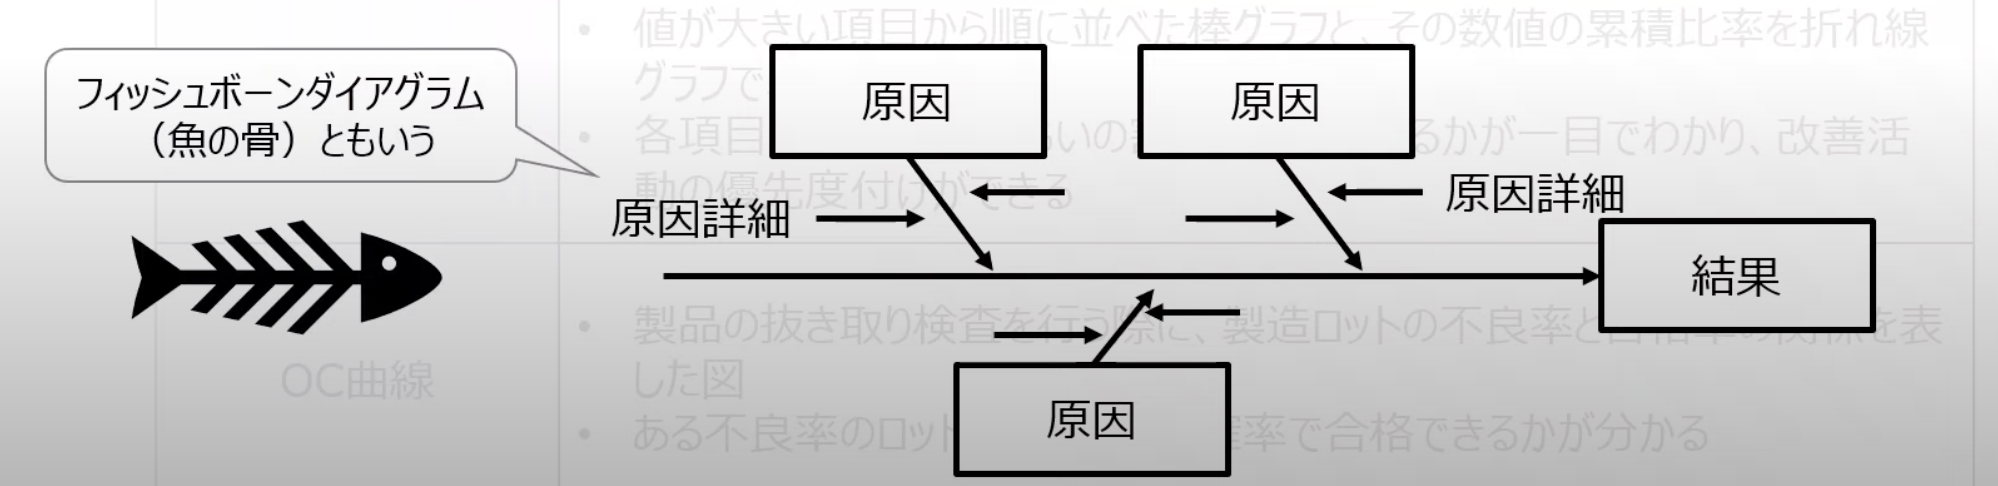 値が大きい項目から順に並べた棒グラフと、その数値の累積比率を折れ線
グラフで
フィッシュボーンダイアグラム
（魚の骨）ともいう
原因
原因
各項目
いの
るかが一目でわかり、改善活
動の優先度付けができる
原因詳細
原因詳細
結果
製品の抜き取り検査を行う際に、製造ロットの不良率と合格率の関係を表
した図
OC曲線
ある不良率のロット
率で合格できるかが分かる
原因